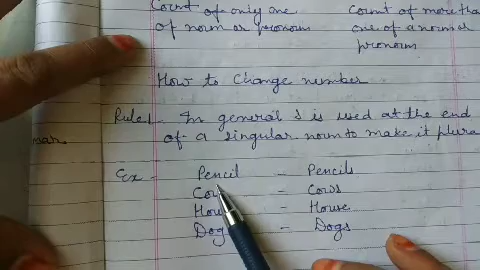 Count of only one
of noun or pronoun
Count of more than
one of a noun or
pronoun
How to Change number
Rule 1. In general s is used at the end
of a singular noun to make it plura
Ex - Pencil - Pencils
Cow - Cows
- House
Dog - Dogs